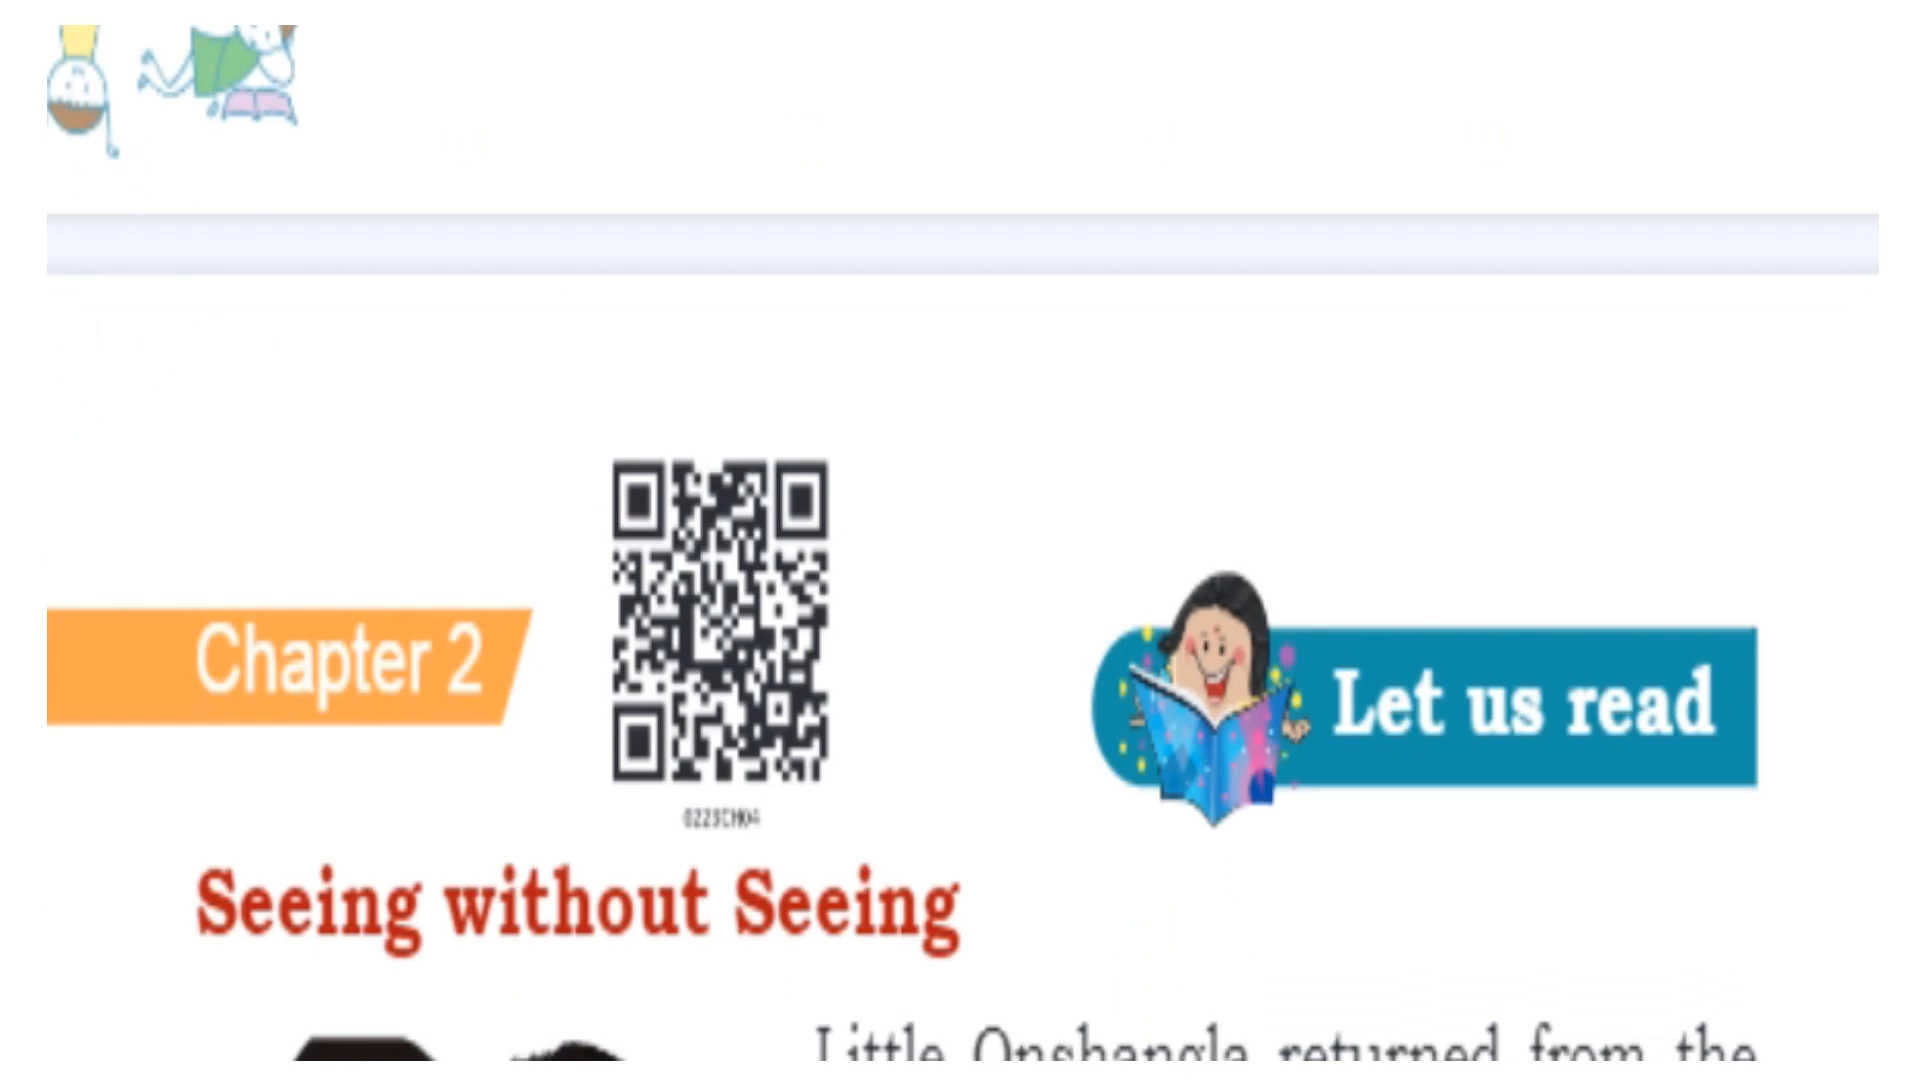 Chapter 2
Let us read
Seeing without Seeing
Little Onshangla returned from the